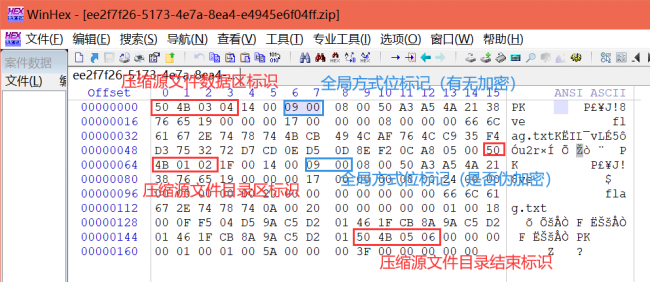 WinHex - [ee2f7f26-5173-4e7a-8ea4-e4945e6f04ff.zip]
文件(F) 编辑(E) 搜索(S) 导航(N) 查看(V) 工具(T) 专业工具(I) 选项(O) 窗口(W) 帮助(H)
案件数据
文件(L) 编
ee2f7f26-5173-4e7a-8ea4-
压缩源文件数据区标识 全局方式位标记（有无加密）
Offset 0 1 2 3 4 5 6 7 8 9 10 11 12 13 14 15 ANSI ASCII
00000000 50 4B 03 04 14 00 09 00 08 00 50 A3 A5 4A 21 38 PK P£¥J!8
00000016 76 65 19 00 00 00 17 00 00 00 08 00 00 00 66 6C ve fl
00000032 61 67 2E 74 78 74 4B CB 49 4C AF 76 4C C9 35 F4 ag.txtKËIL¯vLÉ5ô
00000048 D3 75 32 72 D7 CD 0E D5 0D 8E F2 0C A8 05 00 50 Óu2r×Í Õ Žò ¨ P
00000064 4B 01 02 1F 00 14 00 09 00 08 00 50 A3 A5 4A 21 K P£¥J!
00000080 38 76 65 19 00 00 00 17 00 00 00 08 00 24 00 00 8ve $
压缩源文件目录区标识 全局方式位标记（是否伪加密）
00000096 00 66 6C 61 fla
00000112 67 2E 74 78 74 0A 00 20 00 00 00 00 00 01 00 18 g.txt
00000128 00 0F F5 04 D5 9A C5 D2 01 46 1F CB 8A 9A C5 D2 õ ÕšÅÒ F ËŠšÅÒ
00000144 01 46 1F CB 8A 9A C5 D2 01 50 4B 05 06 00 00 00 F ËŠšÅÒ PK
00000160 00 01 00 01 00 5A 00 00 00 3F 00 00 00 00 00 Z ?
压缩源文件目录结束标识